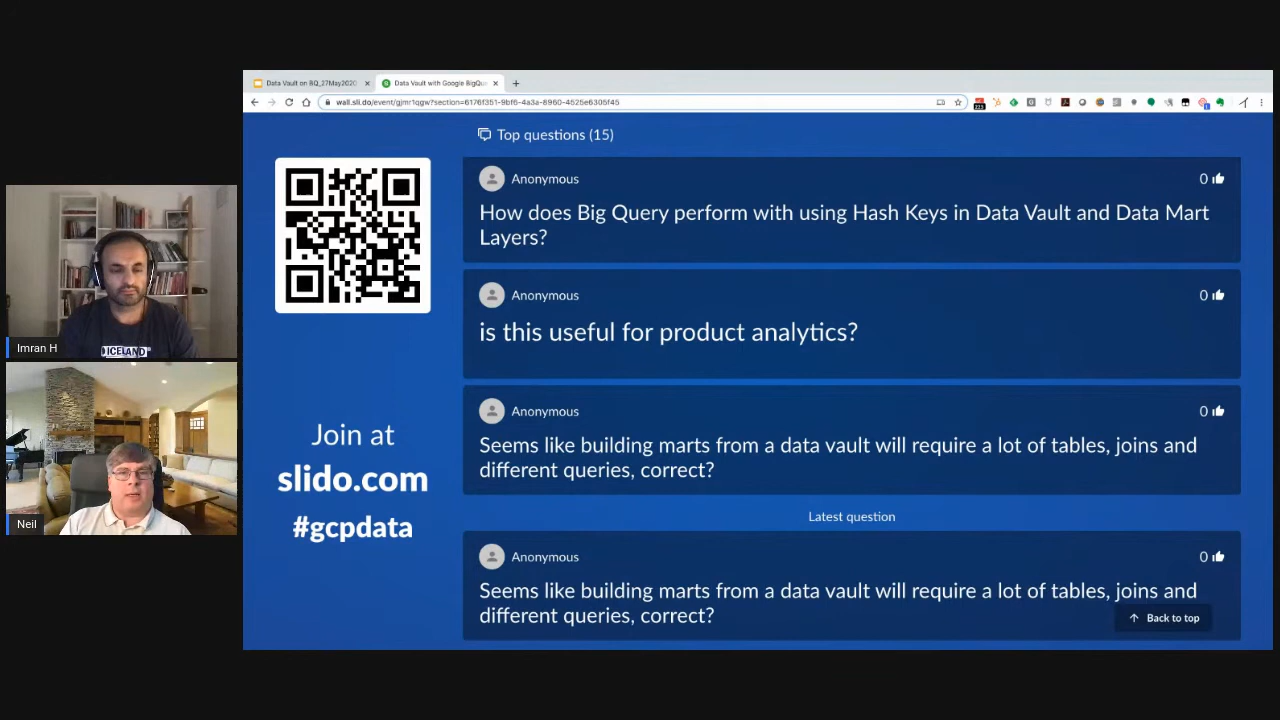 Data Vault on BQ_27May2020
Data Vault with Google BigQu
wall.sli.do/event/gjmr1qgw?section=6176f351-9bf6-4a3a-8960-4525e6305f45
Top questions (15)
Anonymous
0
How does Big Query perform with using Hash Keys in Data Vault and Data Mart
Layers?
Anonymous
0
is this useful for product analytics?
Anonymous
0
Seems like building marts from a data vault will require a lot of tables, joins and
different queries, correct?
Latest question
Anonymous
0
Seems like building marts from a data vault will require a lot of tables, joins and
different queries, correct?
Back to top
Join at
slido.com
#gcpdata
ICELAND
Imran H
Neil